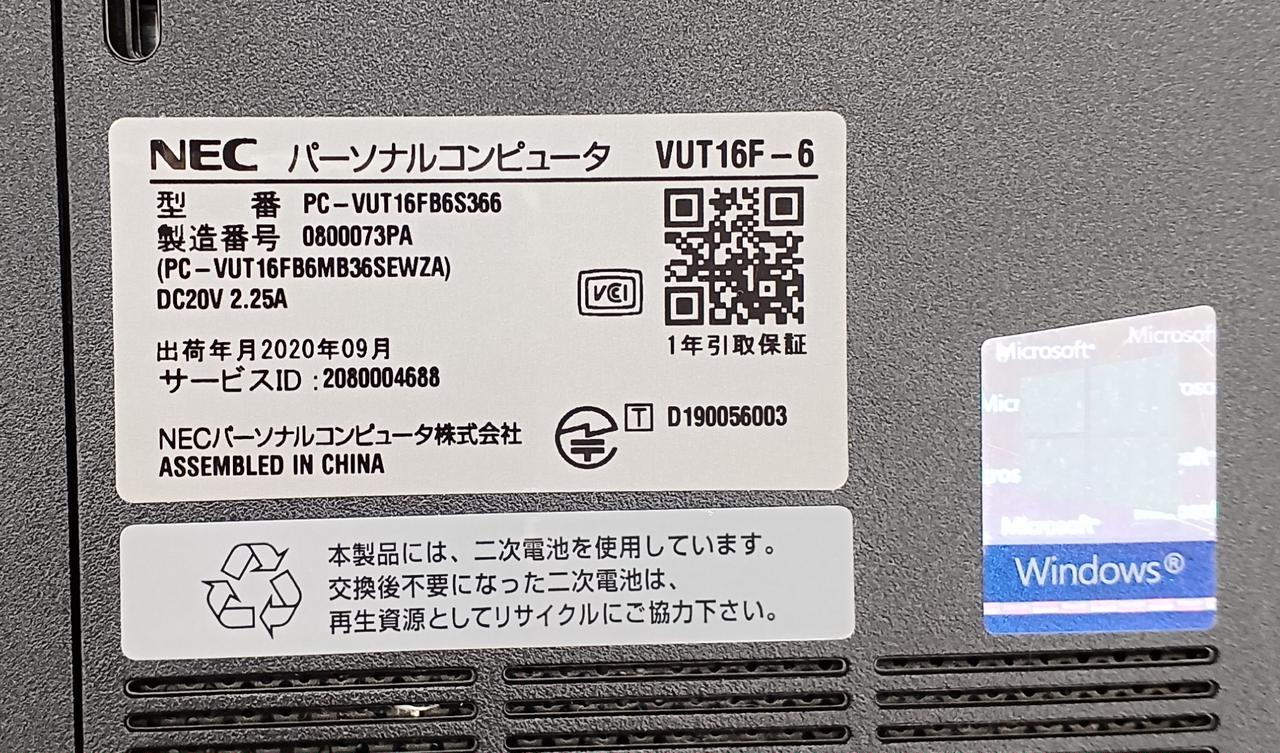 NEC パーソナルコンピュータ VUT16F-6
型 番 PC-VUT16FB6S366
製造番号 0800073PA
(PC-VUT16FB6MB36SEWZA)
DC20V 2.25A
VCCI
1年引取保証
出荷年月2020年09月
サービスID :2080004688
T D190056003
NECパーソナルコンピュータ株式会社
ASSEMBLED IN CHINA
本製品には、二次電池を使用しています。
交換後不要になった二次電池は、
再生資源としてリサイクルにご協力下さい。
Microsoft
Microsoft
Microsoft
Windows®